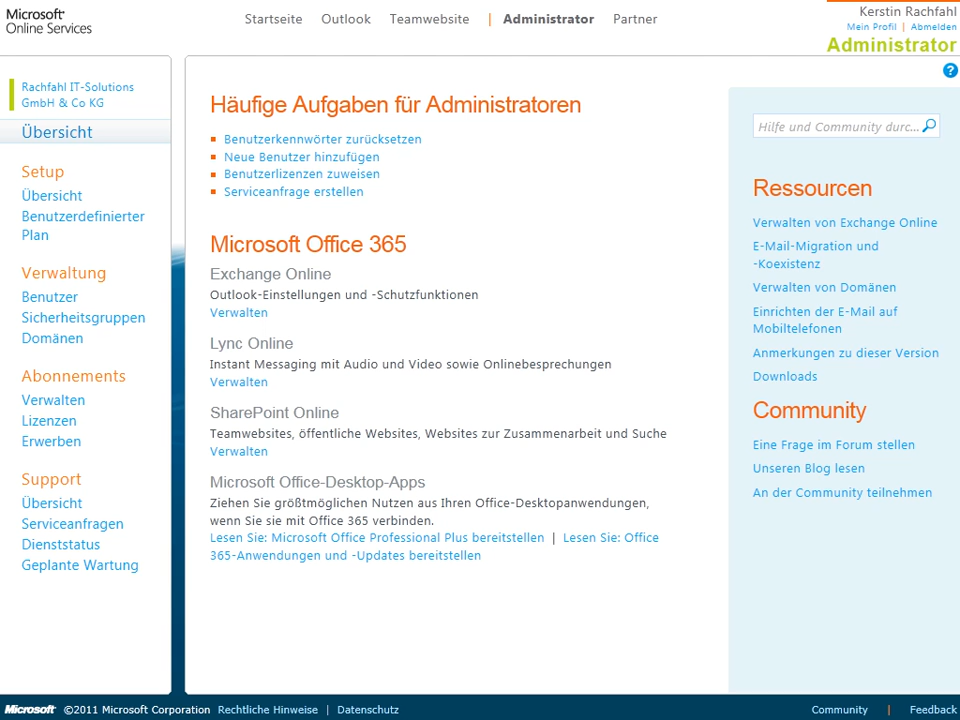 Microsoft®
Online Services
Startseite Outlook Teamwebsite | Administrator Partner
Kerstin Rachfahl
Mein Profil | Abmelden
Administrator
?
Rachfahl IT-Solutions
GmbH & Co KG
Übersicht
Setup
Übersicht
Benutzerdefinierter
Plan
Verwaltung
Benutzer
Sicherheitsgruppen
Domänen
Abonnements
Verwalten
Lizenzen
Erwerben
Support
Übersicht
Serviceanfragen
Dienststatus
Geplante Wartung
Häufige Aufgaben für Administratoren
Benutzerkennwörter zurücksetzen
Neue Benutzer hinzufügen
Benutzerlizenzen zuweisen
Serviceanfrage erstellen
Microsoft Office 365
Exchange Online
Outlook-Einstellungen und -Schutzfunktionen
Verwalten
Lync Online
Instant Messaging mit Audio und Video sowie Onlinebesprechungen
Verwalten
SharePoint Online
Teamwebsites, öffentliche Websites, Websites zur Zusammenarbeit und Suche
Verwalten
Microsoft Office-Desktop-Apps
Ziehen Sie größtmöglichen Nutzen aus Ihren Office-Desktopanwendungen,
wenn Sie sie mit Office 365 verbinden.
Lesen Sie: Microsoft Office Professional Plus bereitstellen | Lesen Sie: Office
365-Anwendungen und -Updates bereitstellen
Hilfe und Community durc...
Ressourcen
Verwalten von Exchange Online
E-Mail-Migration und
-Koexistenz
Verwalten von Domänen
Einrichten der E-Mail auf
Mobiltelefonen
Anmerkungen zu dieser Version
Downloads
Community
Eine Frage im Forum stellen
Unseren Blog lesen
An der Community teilnehmen
Microsoft ©2011 Microsoft Corporation Rechtliche Hinweise | Datenschutz
Community | Feedback